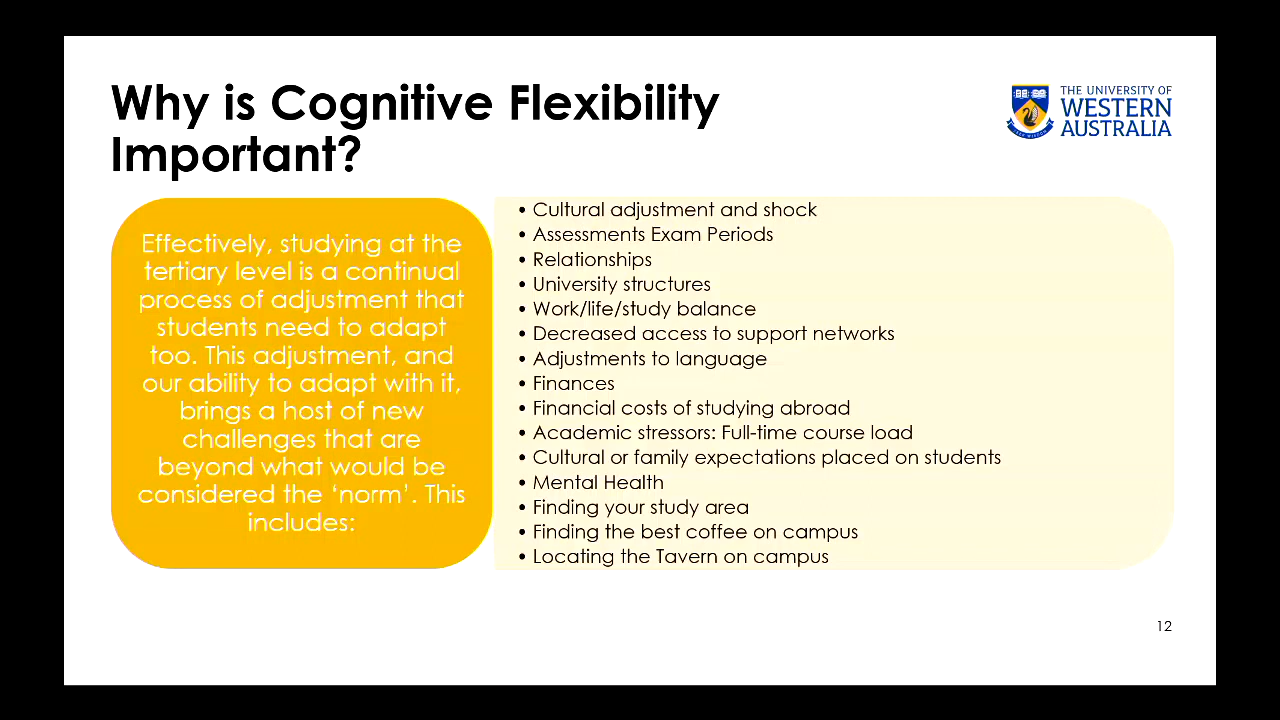 Why is Cognitive Flexibility
Important?
THE UNIVERSITY OF
WESTERN
AUSTRALIA
Effectively, studying at the
tertiary level is a continual
process of adjustment that
students need to adapt
too. This adjustment, and
our ability to adapt with it,
brings a host of new
challenges that are
beyond what would be
considered the ‘norm’. This
includes:
• Cultural adjustment and shock
• Assessments Exam Periods
• Relationships
• University structures
• Work/life/study balance
• Decreased access to support networks
• Adjustments to language
• Finances
• Financial costs of studying abroad
• Academic stressors: Full-time course load
• Cultural or family expectations placed on students
• Mental Health
• Finding your study area
• Finding the best coffee on campus
• Locating the Tavern on campus
12